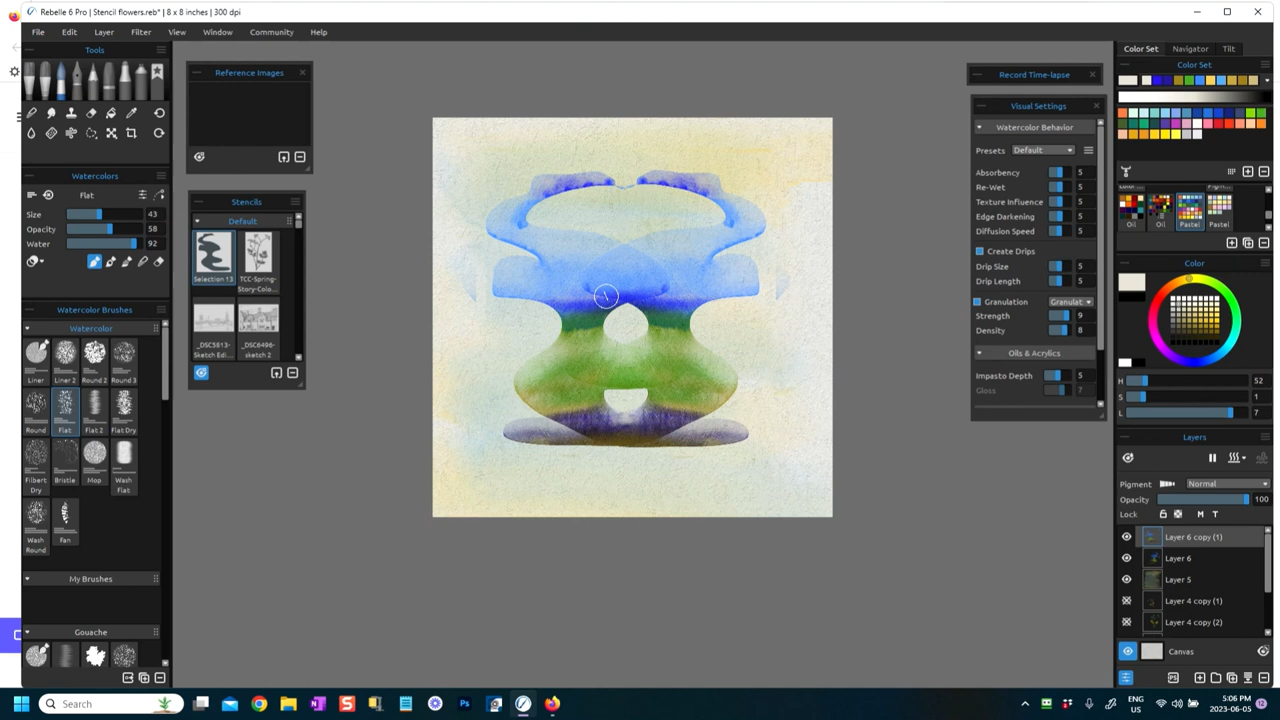 Rebelle 6 Pro | Stencil flowers.reb* | 8 x 8 inches | 300 dpi
File Edit Layer Filter View Window Community Help
Tools
Watercolors
Flat
Size 43
Opacity 58
Water 92
Watercolor Brushes
Watercolor
Liner Liner 2 Round 2 Round 3
Round Flat Flat 2 Flat Dry
Filbert Dry Bristle Mop Wash Flat
Wash Round Fan
My Brushes
Gouache
Reference Images
Stencils
Default
Selection 13 TCC-Spring-Story-Colo...
_DSC5813-Sketch Edi... _DSC6496-sketch 2
Record Time-lapse
Visual Settings
Watercolor Behavior
Presets Default
Absorbency 5
Re-Wet 5
Texture Influence 5
Edge Darkening 5
Diffusion Speed 5
Create Drips
Drip Size 5
Drip Length 5
Granulation Granulat
Strength 9
Density 8
Oils & Acrylics
Impasto Depth 5
Gloss 7
Color Set Navigator Tilt
Color Set
Oil Oil Pastel Pastel
Color
H 52
S 1
L 7
Layers
Pigment Normal
Opacity 100
Lock M T
Layer 6 copy (1)
Layer 6
Layer 5
Layer 4 copy (1)
Layer 4 copy (2)
Canvas
PS
Search
ENG
US
5:06 PM
2023-06-05